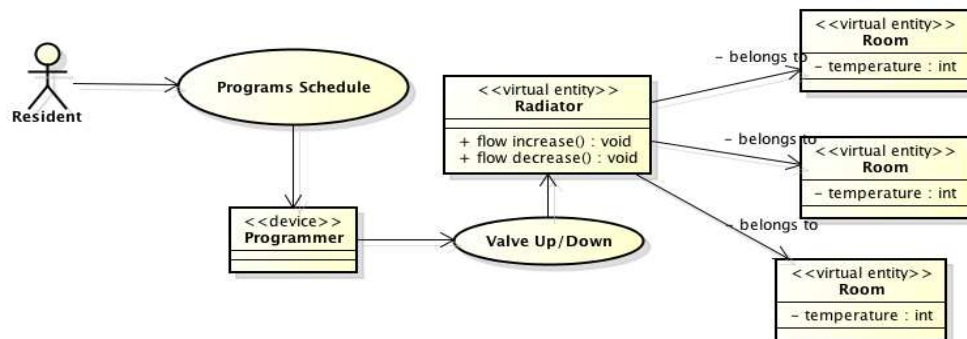 Resident
Programs Schedule
<<device>>
Programmer
Valve Up/Down
<<virtual entity>>
Radiator
+ flow increase() : void
+ flow decrease() : void
- belongs to
<<virtual entity>>
Room
- temperature : int
- belongs to
<<virtual entity>>
Room
- temperature : int
- belongs to
<<virtual entity>>
Room
- temperature : int